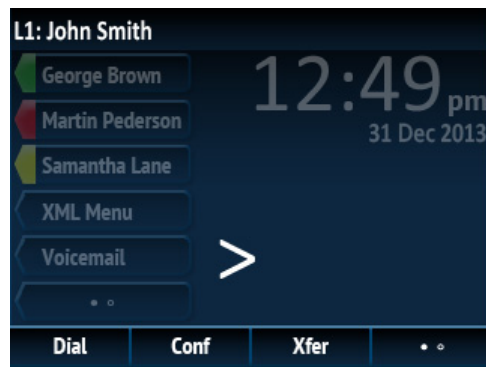 L1: John Smith
George Brown
Martin Pederson
Samantha Lane
XML Menu
Voicemail
12:49 pm
31 Dec 2013
>
Dial Conf Xfer